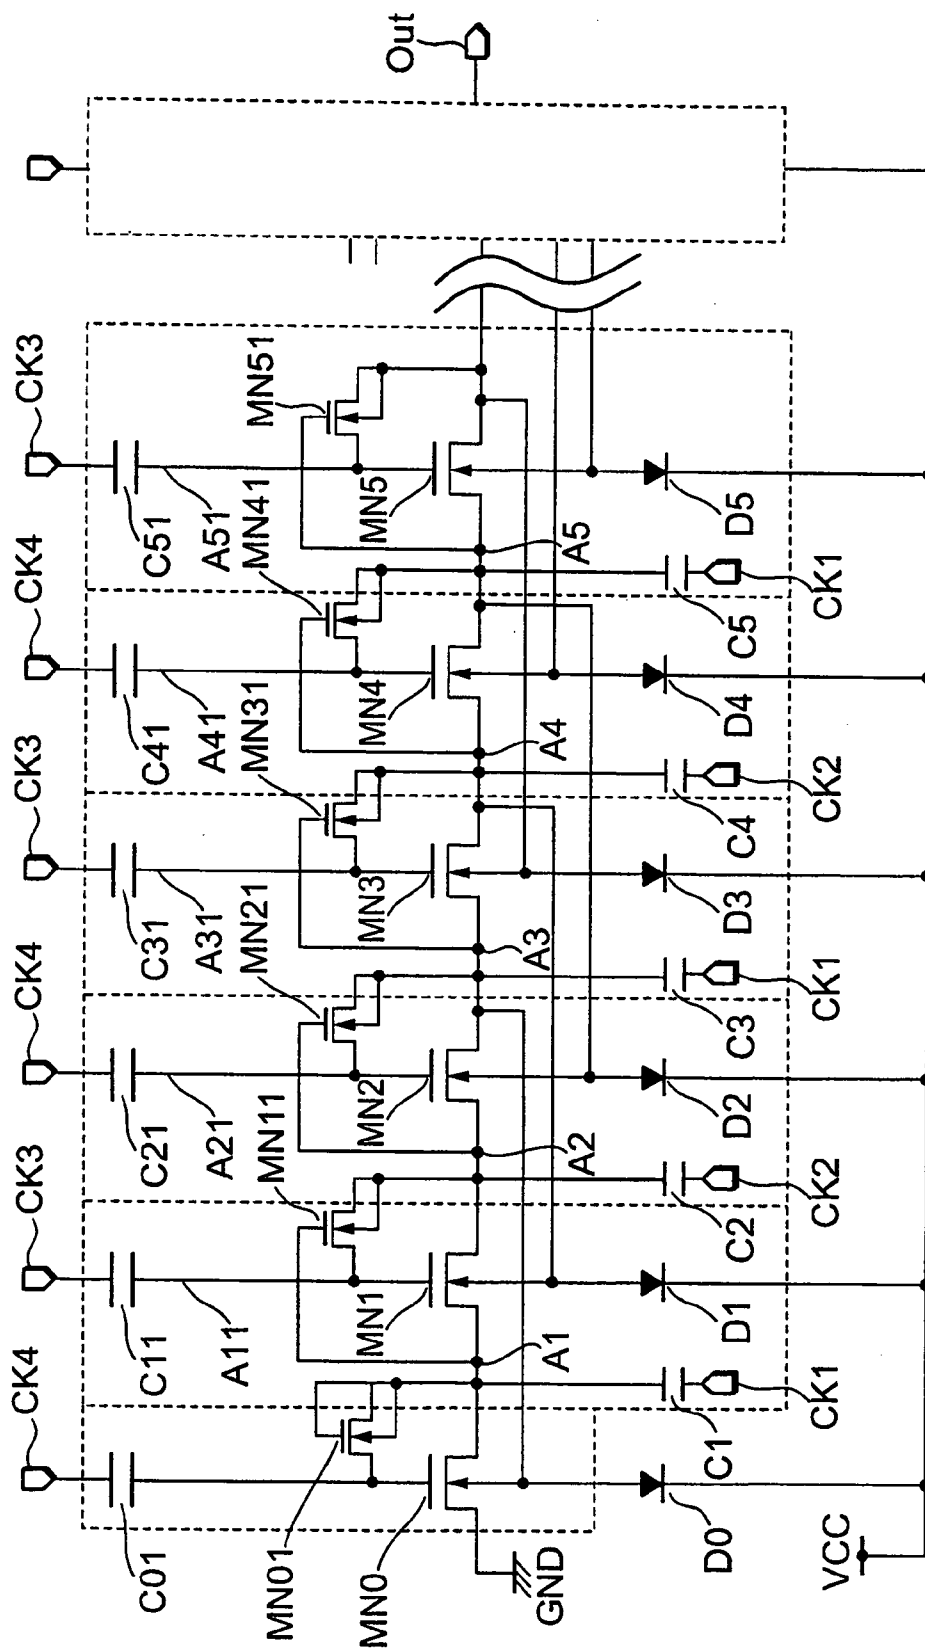 CK4
CK3
CK4
CK3
CK4
CK3
Out
C01
C11
A11
C21
A21
C31
A31
C41
A41
C51
A51
MN01
MN11
MN21
MN31
MN41
MN51
MN0
MN1
MN2
MN3
MN4
MN5
GND
A1
A2
A3
A4
A5
D0
C1
D1
C2
D2
C3
D3
C4
D4
C5
D5
VCC
CK1
CK2
CK1
CK2
CK1